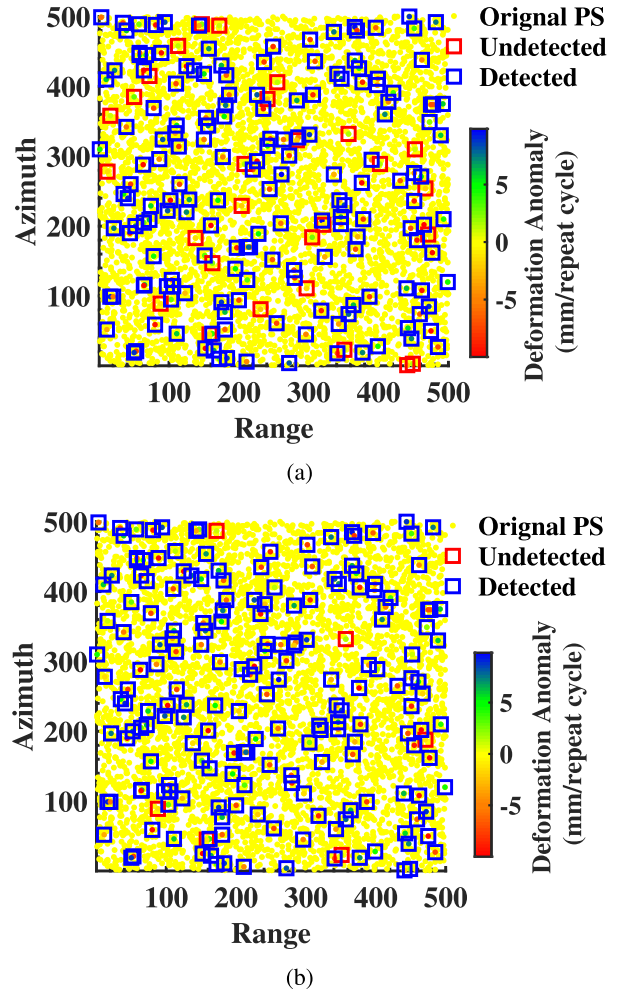 500
400
300
200
100
Azimuth
100 200 300 400 500
Range
Orignal PS
Undetected
Detected
5
0
-5
Deformation Anomaly
(mm/repeat cycle)
(a)
500
400
300
200
100
Azimuth
100 200 300 400 500
Range
Orignal PS
Undetected
Detected
5
0
-5
Deformation Anomaly
(mm/repeat cycle)
(b)